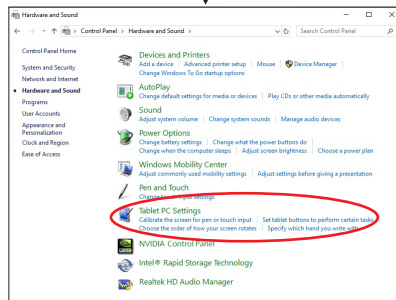 Hardware and Sound
Control Panel > Hardware and Sound >
Search Control Panel
Control Panel Home
System and Security
Network and Internet
Hardware and Sound
Programs
User Accounts
Appearance and
Personalization
Clock and Region
Ease of Access
Devices and Printers
Add a device | Advanced printer setup | Mouse | Device Manager |
Change Windows To Go startup options
AutoPlay
Change default settings for media or devices | Play CDs or other media automatically
Sound
Adjust system volume | Change system sounds | Manage audio devices
Power Options
Change battery settings | Change what the power buttons do |
Change when the computer sleeps | Adjust screen brightness | Choose a power plan
Windows Mobility Center
Adjust commonly used mobility settings | Adjust settings before giving a presentation
Pen and Touch
Change touch input settings
Tablet PC Settings
Calibrate the screen for pen or touch input | Set tablet buttons to perform certain tasks
Choose the order of how your screen rotates | Specify which hand you write with
NVIDIA Control Panel
Intel® Rapid Storage Technology
Realtek HD Audio Manager